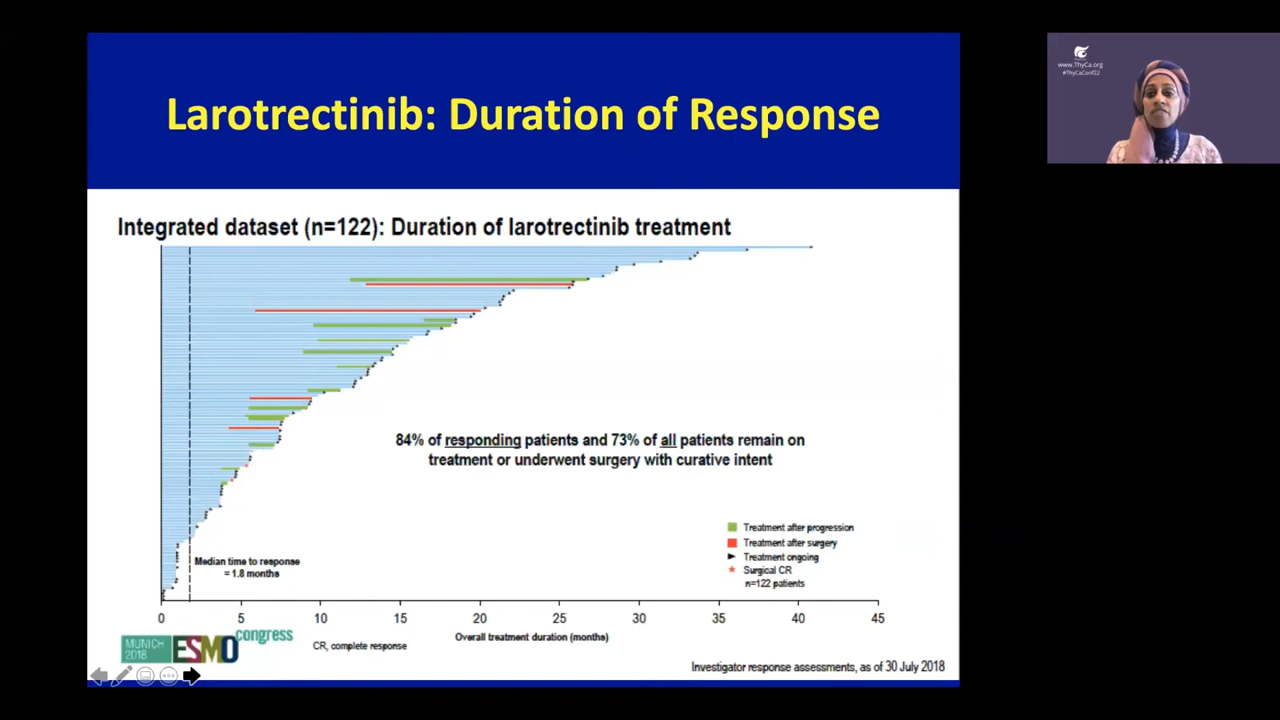 Larotrectinib: Duration of Response
www.ThyCa.org
#ThyCaConf22
Integrated dataset (n=122): Duration of larotrectinib treatment
84% of responding patients and 73% of all patients remain on
treatment or underwent surgery with curative intent
Treatment after progression
Treatment after surgery
Treatment ongoing
Surgical CR
n=122 patients
Median time to response
= 1.8 months
0 5 10 15 20 25 30 35 40 45
Overall treatment duration (months)
MUNICH
2018
ESMO congress
CR, complete response
Investigator response assessments, as of 30 July 2018